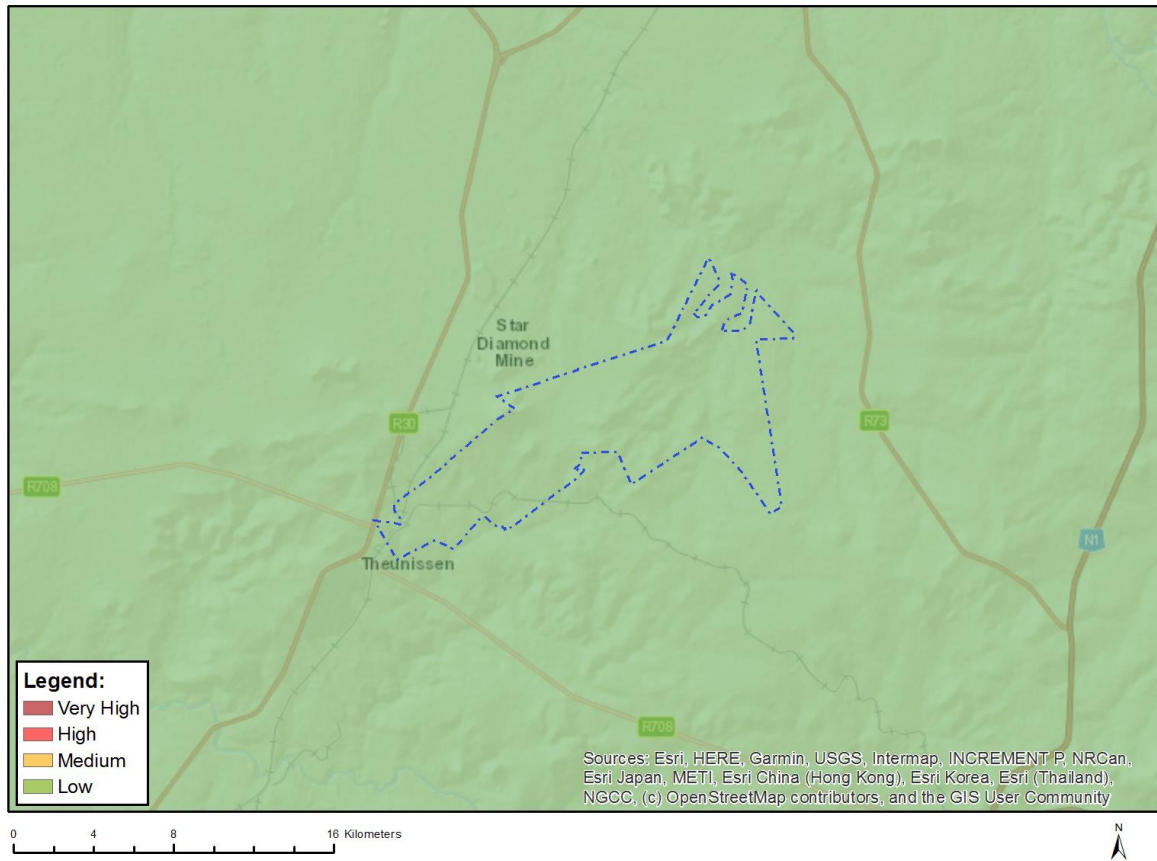 Star
Diamond
Mine
R30
R73
R708
N1
Theunissen
R708
Legend:
Very High
High
Medium
Low
Sources: Esri, HERE, Garmin, USGS, Intermap, INCREMENT P, NRCan,
Esri Japan, METI, Esri China (Hong Kong), Esri Korea, Esri (Thailand),
NGCC, (c) OpenStreetMap contributors, and the GIS User Community
0 4 8 16 Kilometers
N